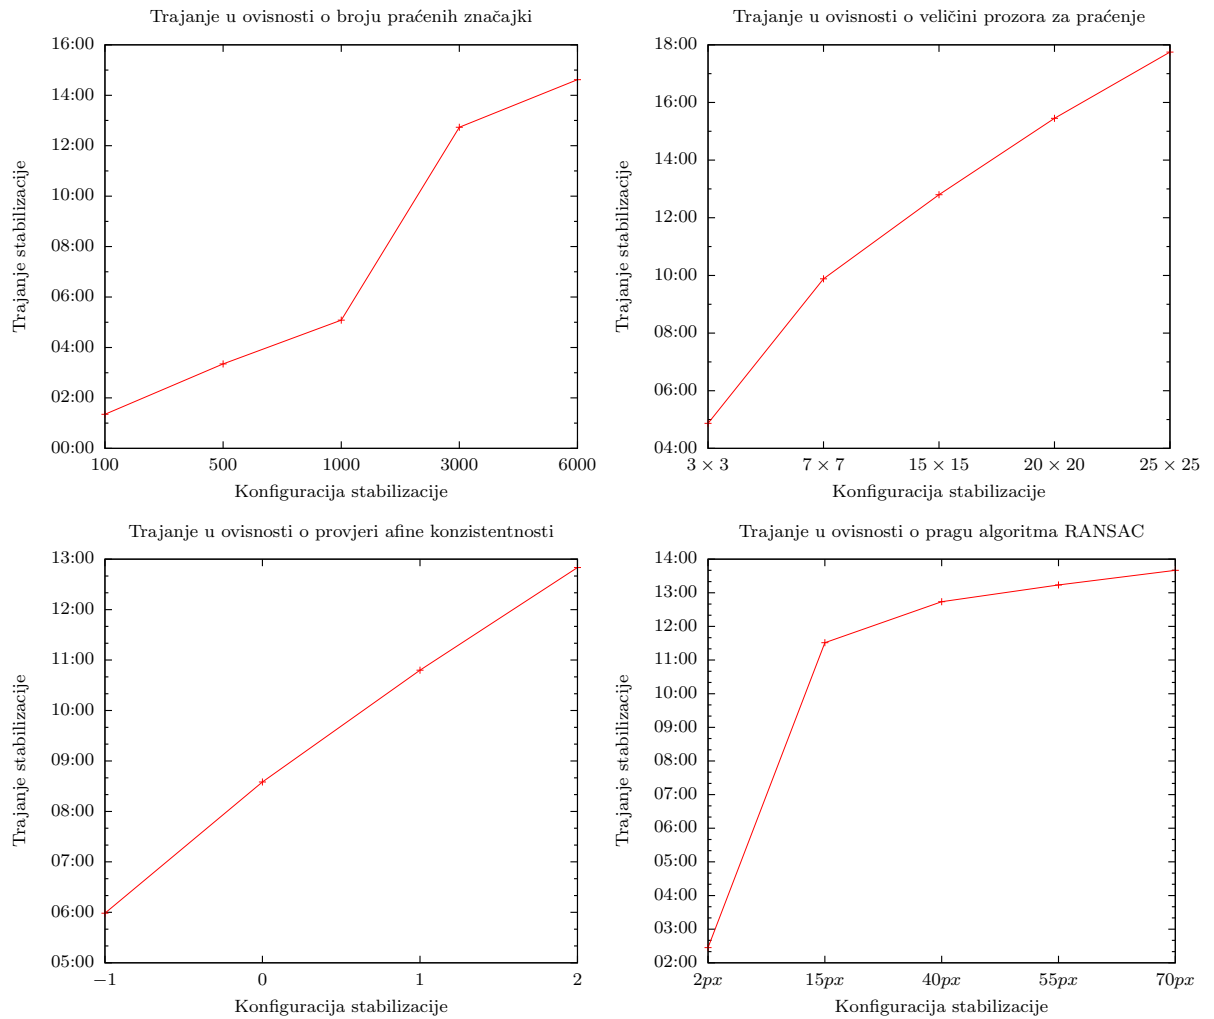 Trajanje u ovisnosti o broju praćenih značajki
16:00
14:00
12:00
10:00
08:00
06:00
04:00
02:00
00:00
Trajanje stabilizacije
100 500 1000 3000 6000
Konfiguracija stabilizacije
Trajanje u ovisnosti o veličini prozora za praćenje
18:00
16:00
14:00
12:00
10:00
08:00
06:00
04:00
Trajanje stabilizacije
3 × 3 7 × 7 15 × 15 20 × 20 25 × 25
Konfiguracija stabilizacije
Trajanje u ovisnosti o provjeri afine konzistentnosti
13:00
12:00
11:00
10:00
09:00
08:00
07:00
06:00
05:00
Trajanje stabilizacije
−1 0 1 2
Konfiguracija stabilizacije
Trajanje u ovisnosti o pragu algoritma RANSAC
14:00
13:00
12:00
11:00
10:00
09:00
08:00
07:00
06:00
05:00
04:00
03:00
02:00
Trajanje stabilizacije
2px 15px 40px 55px 70px
Konfiguracija stabilizacije